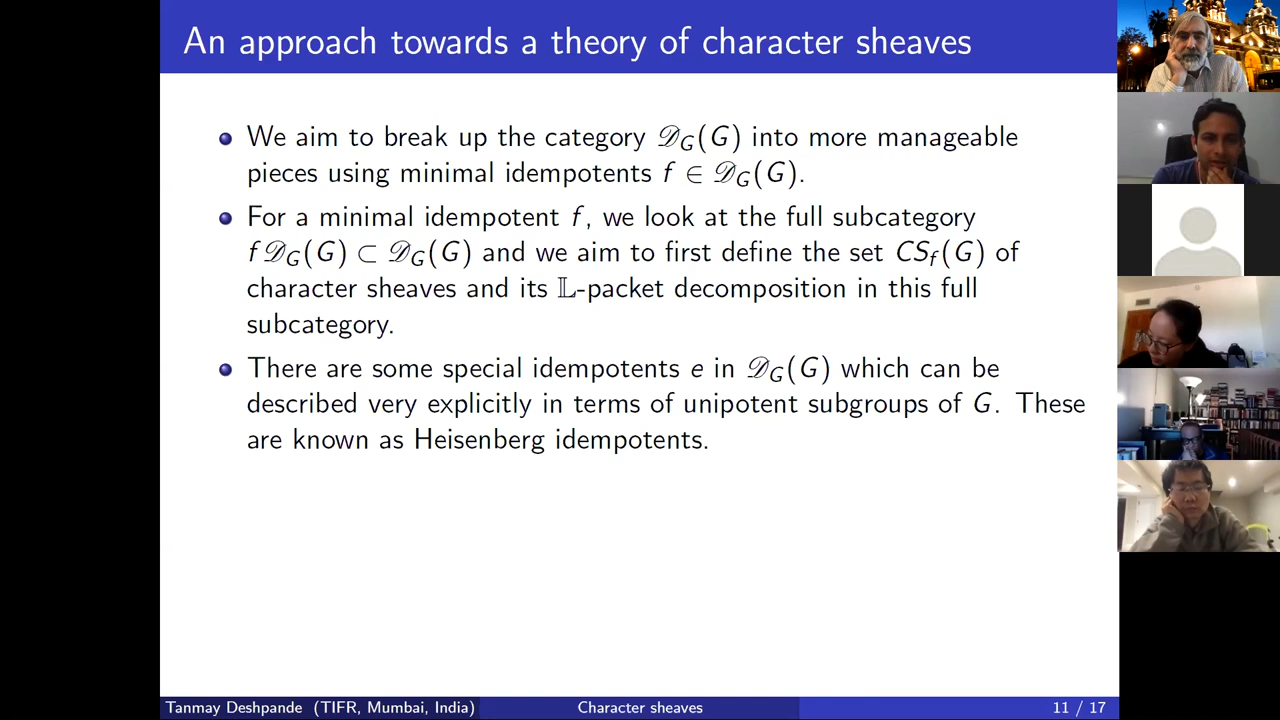 An approach towards a theory of character sheaves
We aim to break up the category 𝒟_G(G) into more manageable
pieces using minimal idempotents f ∈ 𝒟_G(G).
For a minimal idempotent f, we look at the full subcategory
f𝒟_G(G) ⊂ 𝒟_G(G) and we aim to first define the set CS_f(G) of
character sheaves and its 𝕃-packet decomposition in this full
subcategory.
There are some special idempotents e in 𝒟_G(G) which can be
described very explicitly in terms of unipotent subgroups of G. These
are known as Heisenberg idempotents.
Tanmay Deshpande (TIFR, Mumbai, India) Character sheaves 11 / 17